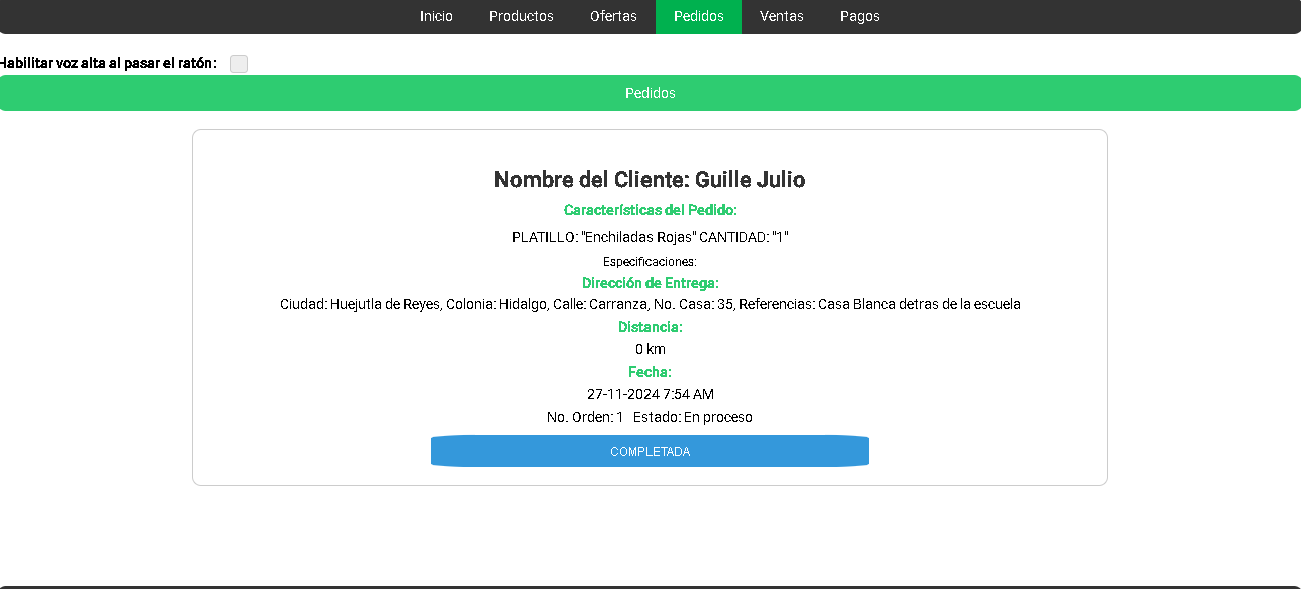 Inicio Productos Ofertas Pedidos Ventas Pagos
Habilitar voz alta al pasar el ratón:
Pedidos
Nombre del Cliente: Guille Julio
Características del Pedido:
PLATILLO: "Enchiladas Rojas" CANTIDAD: "1"
Especificaciones:
Dirección de Entrega:
Ciudad: Huejutla de Reyes, Colonia: Hidalgo, Calle: Carranza, No. Casa: 35, Referencias: Casa Blanca detras de la escuela
Distancia:
0 km
Fecha:
27-11-2024 7:54 AM
No. Orden: 1 Estado: En proceso
COMPLETADA